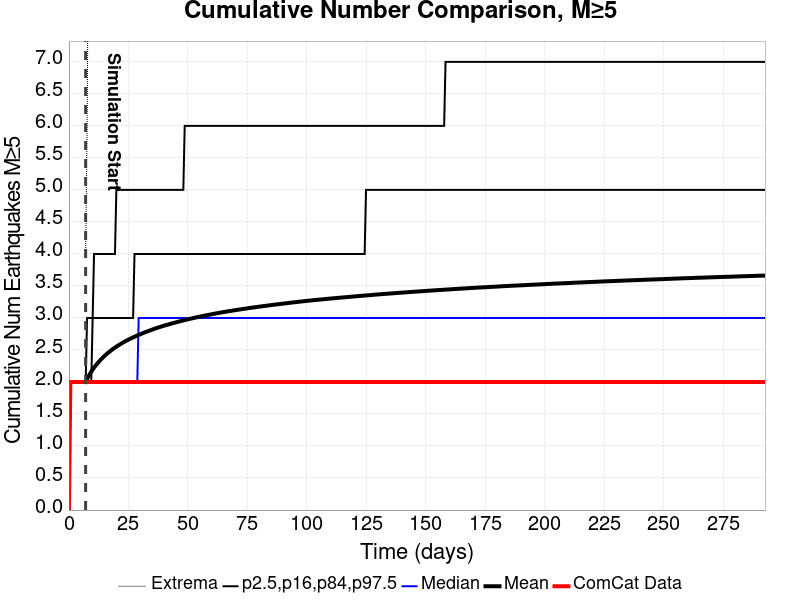 Cumulative Number Comparison, M≥5
Cumulative Num Earthquakes M≥5
7.0
6.5
6.0
5.5
5.0
4.5
4.0
3.5
3.0
2.5
2.0
1.5
1.0
0.5
0.0
Simulation Start
0 25 50 75 100 125 150 175 200 225 250 275
Time (days)
Extrema p2.5,p16,p84,p97.5 Median Mean ComCat Data